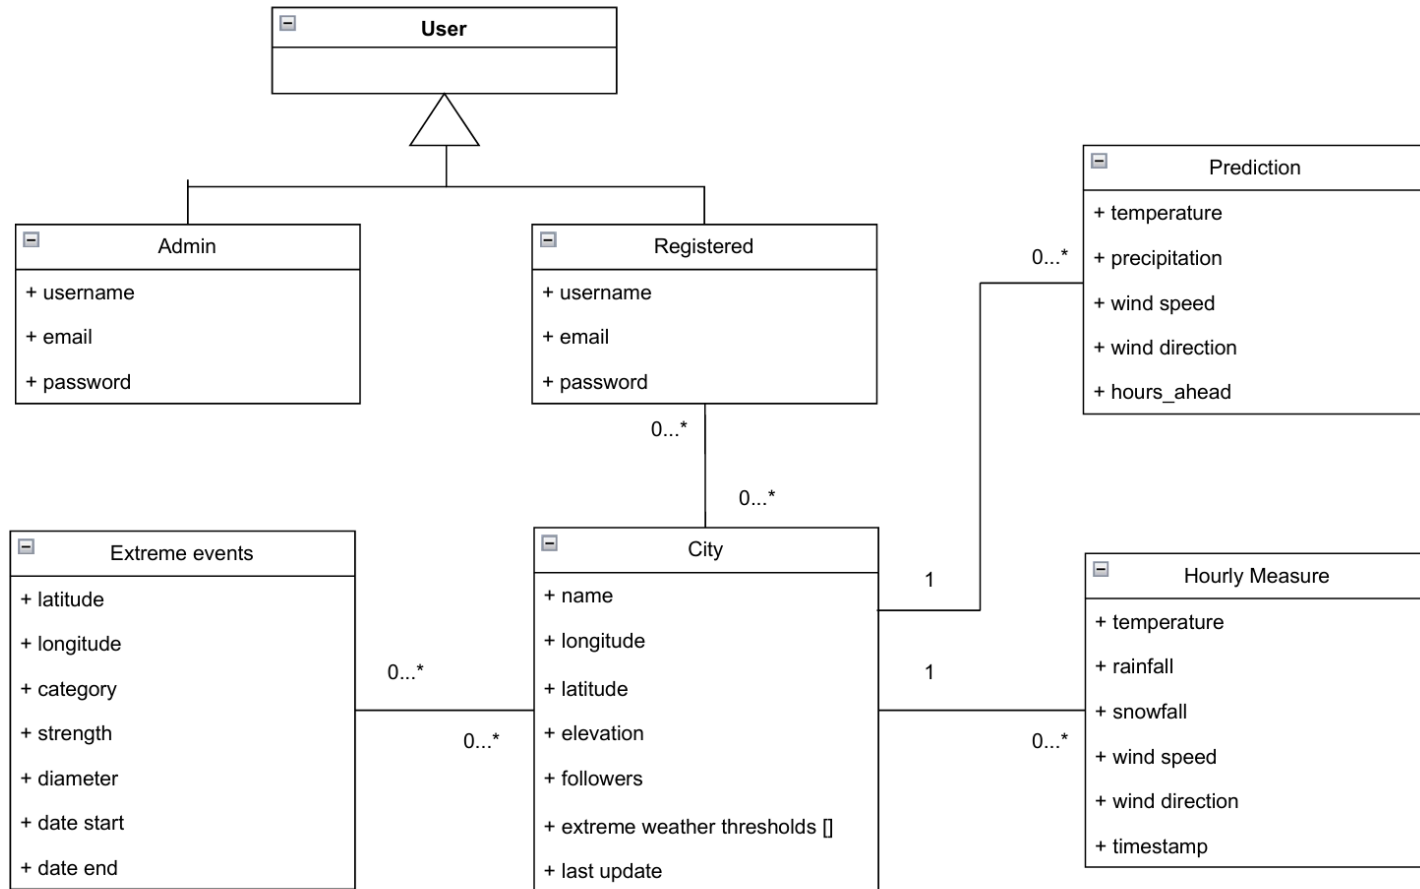 User
Admin
+ username
+ email
+ password
Registered
+ username
+ email
+ password
0...*
0...*
Prediction
+ temperature
+ precipitation
+ wind speed
+ wind direction
+ hours_ahead
0...*
1
Extreme events
+ latitude
+ longitude
+ category
+ strength
+ diameter
+ date start
+ date end
0...*
0...*
City
+ name
+ longitude
+ latitude
+ elevation
+ followers
+ extreme weather thresholds []
+ last update
1
0...*
Hourly Measure
+ temperature
+ rainfall
+ snowfall
+ wind speed
+ wind direction
+ timestamp